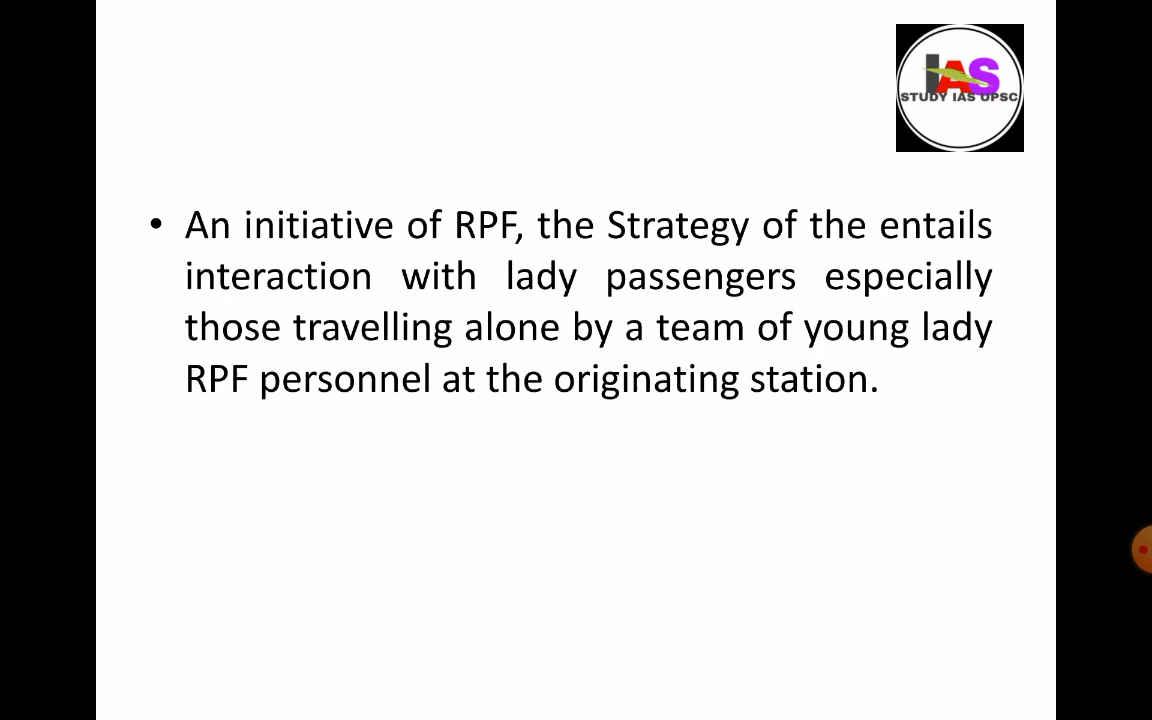 IAS
STUDY IAS UPSC
• An initiative of RPF, the Strategy of the entails
interaction with lady passengers especially
those travelling alone by a team of young lady
RPF personnel at the originating station.